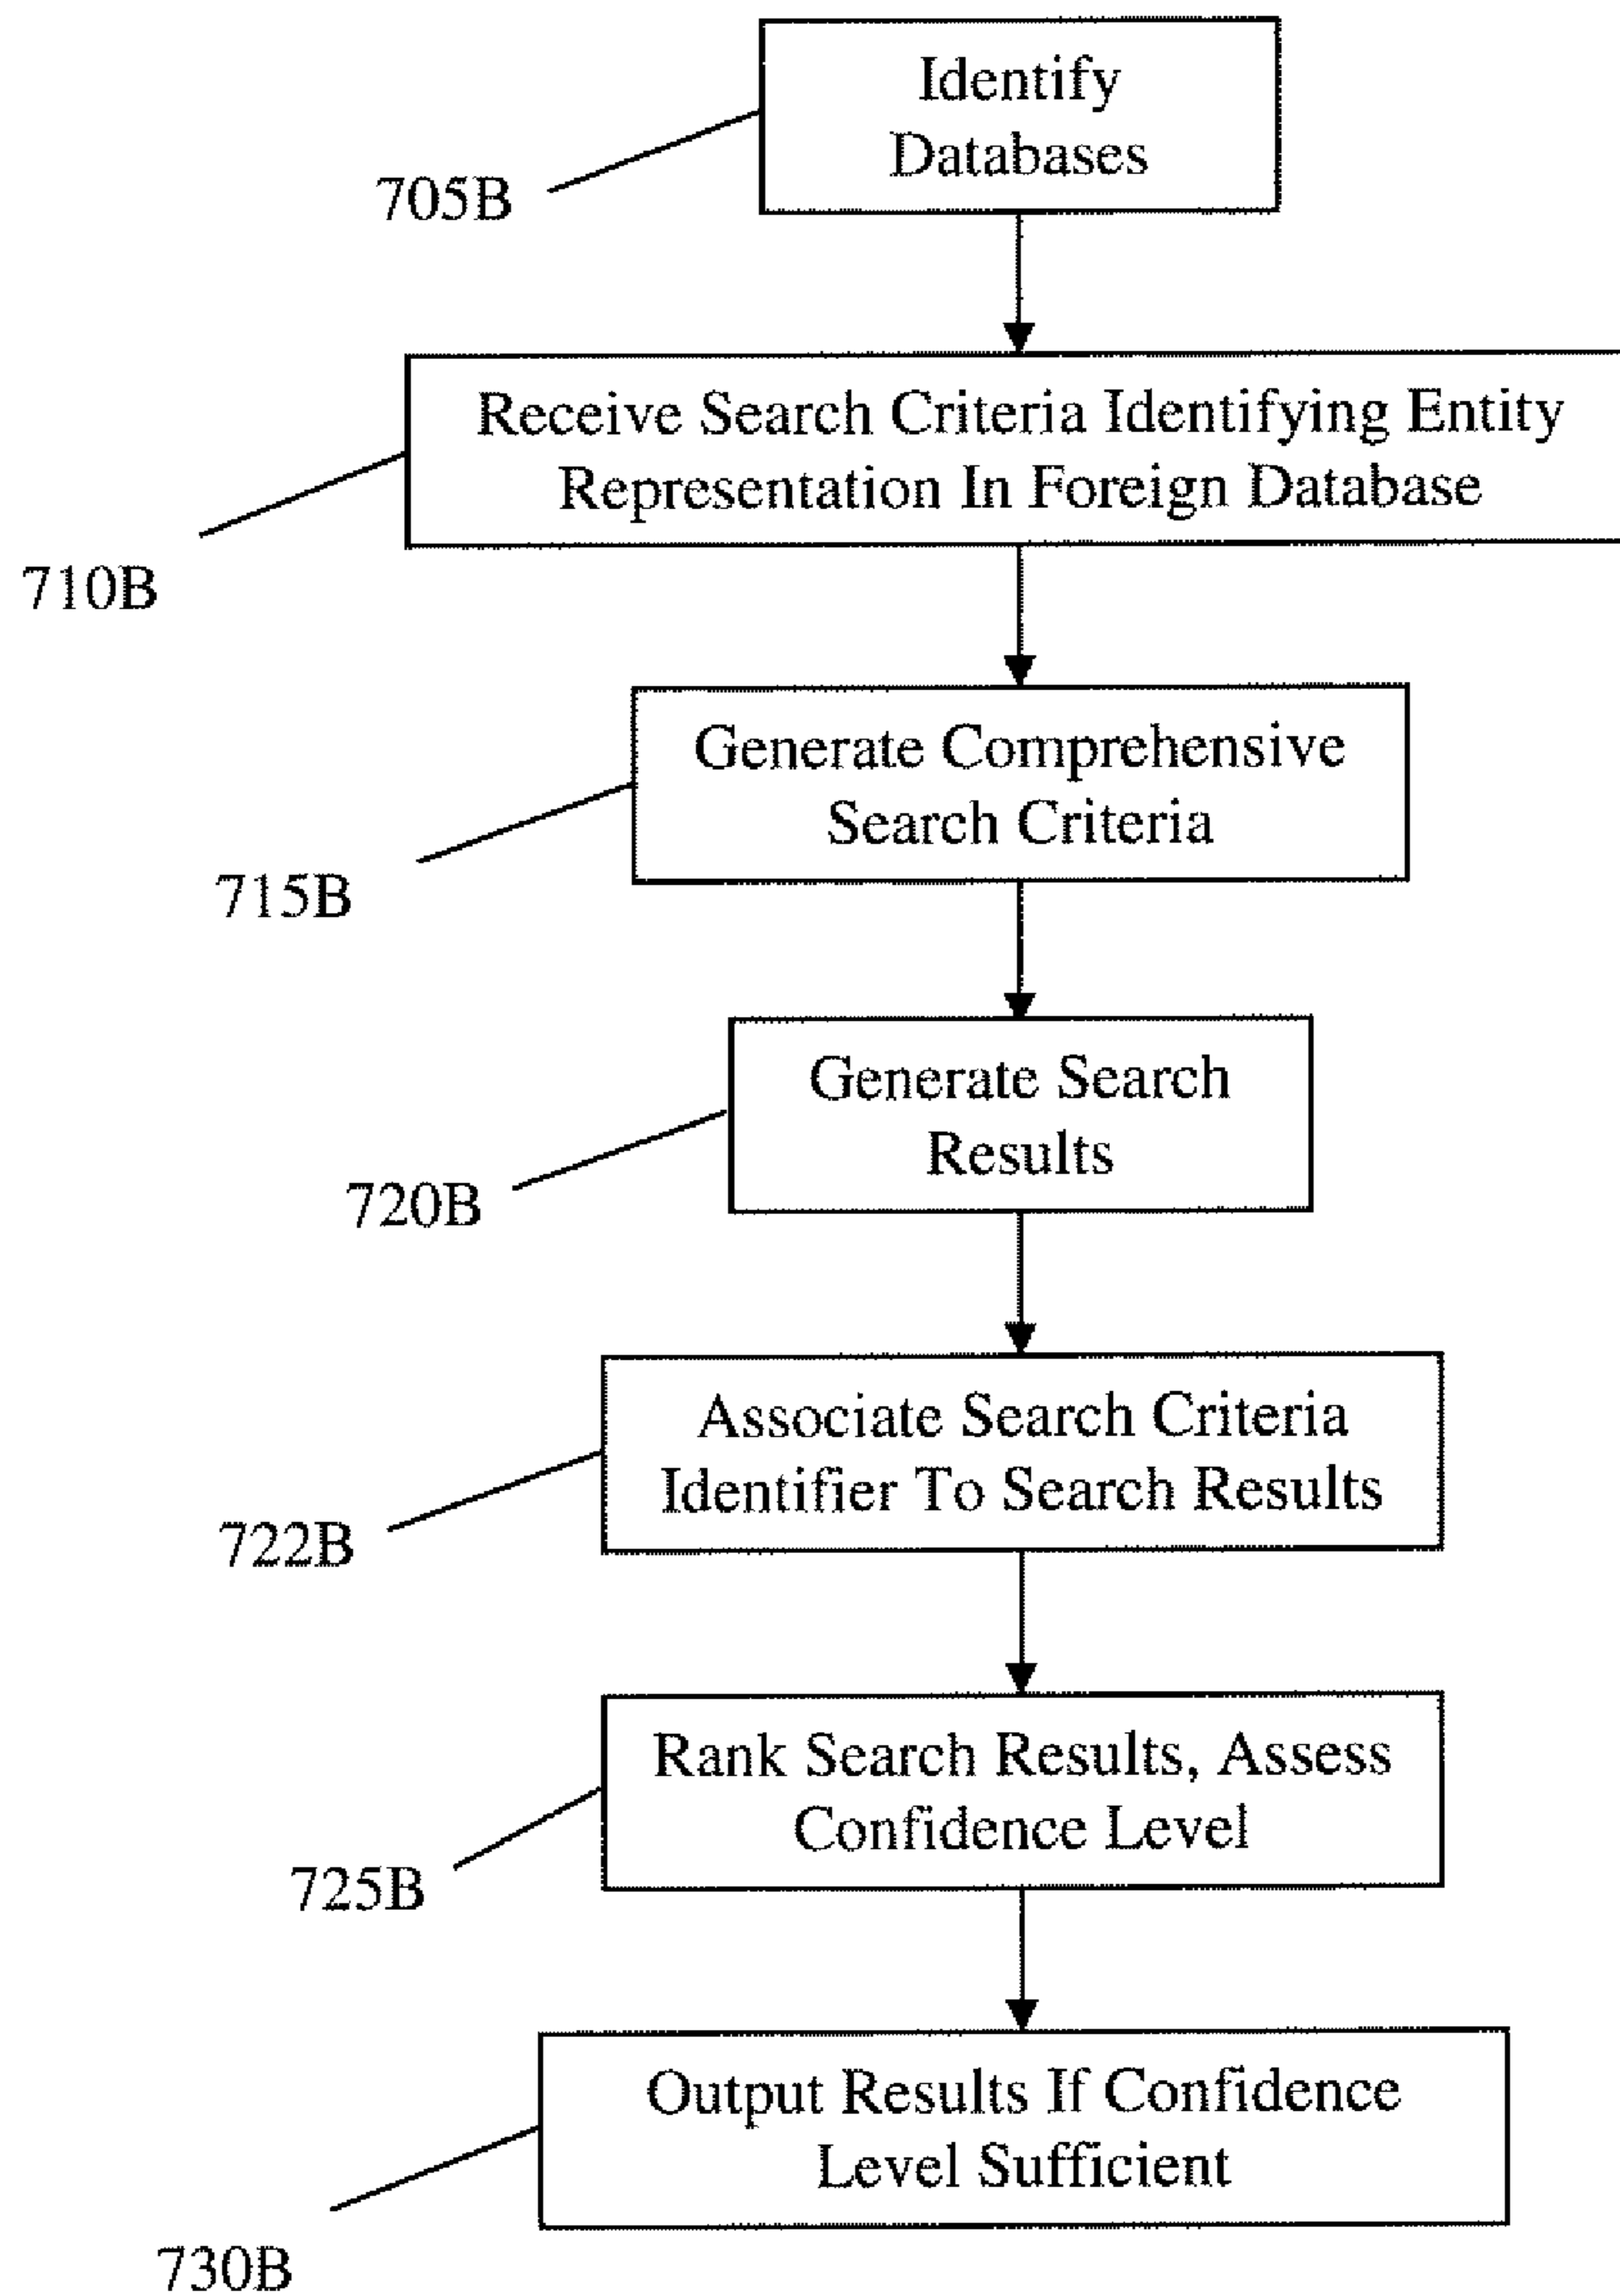 Identify
Databases
705B
Receive Search Criteria Identifying Entity
Representation In Foreign Database
710B
Generate Comprehensive
Search Criteria
715B
Generate Search
Results
720B
Associate Search Criteria
Identifier To Search Results
722B
Rank Search Results, Assess
Confidence Level
725B
Output Results If Confidence
Level Sufficient
730B